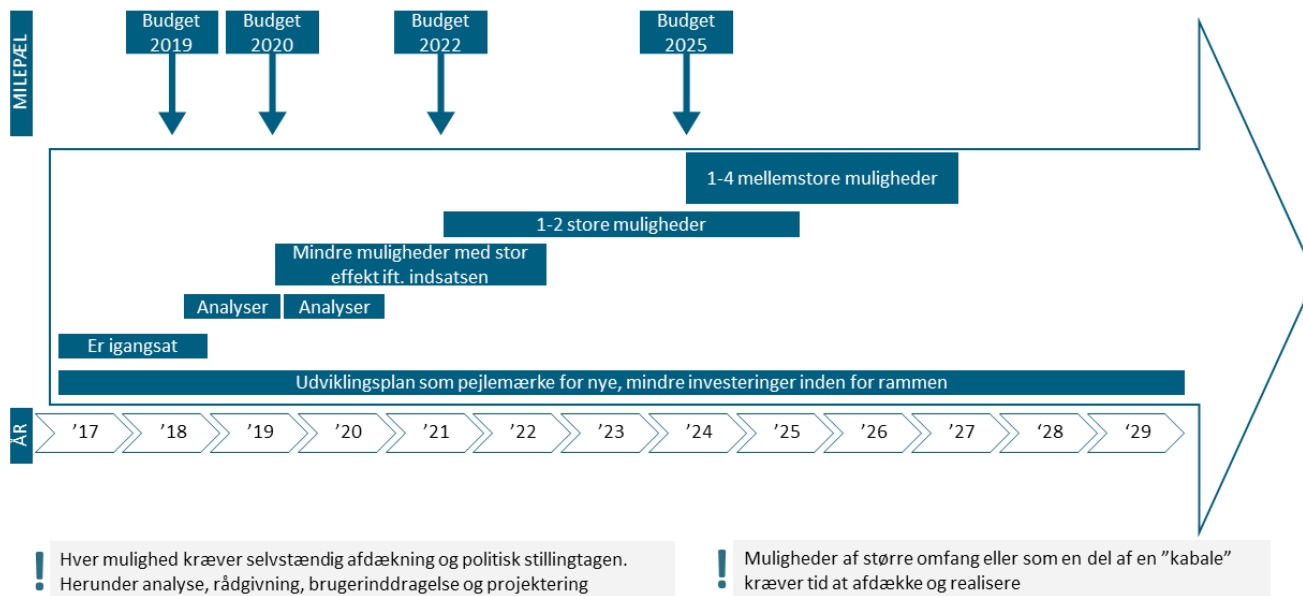 MILEPÆL
Budget
2019
Budget
2020
Budget
2022
Budget
2025
1-4 mellemstore muligheder
1-2 store muligheder
Mindre muligheder med stor
effekt ift. indsatsen
Analyser
Analyser
Er igangsat
Udviklingsplan som pejlemærke for nye, mindre investeringer inden for rammen
ÅR
’17
’18
’19
’20
’21
’22
’23
’24
’25
’26
’27
‘28
‘29
! Hver mulighed kræver selvstændig afdækning og politisk stillingtagen.
Herunder analyse, rådgivning, brugerinddragelse og projektering
! Muligheder af større omfang eller som en del af en ”kabale”
kræver tid at afdække og realisere